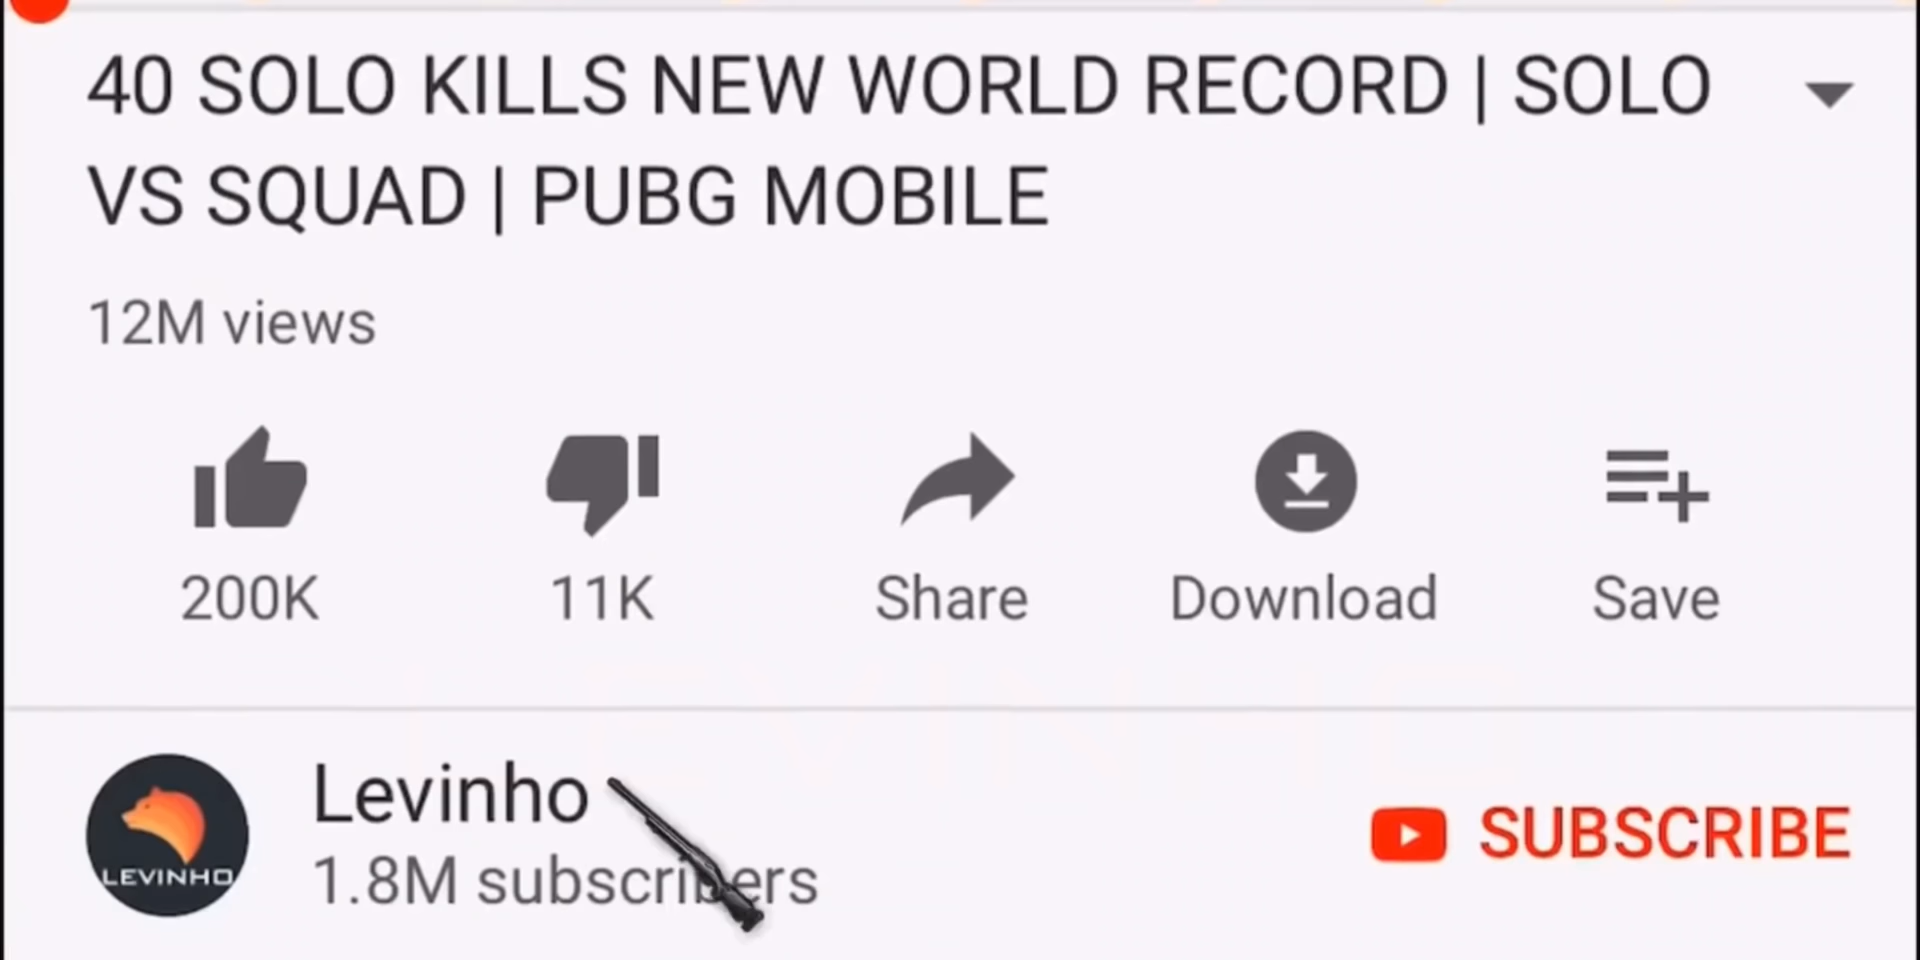 40 SOLO KILLS NEW WORLD RECORD | SOLO
VS SQUAD | PUBG MOBILE
12M views
200K
11K
Share
Download
Save
LEVINHO
Levinho
1.8M subscribers
LEVINHO
SUBSCRIBE